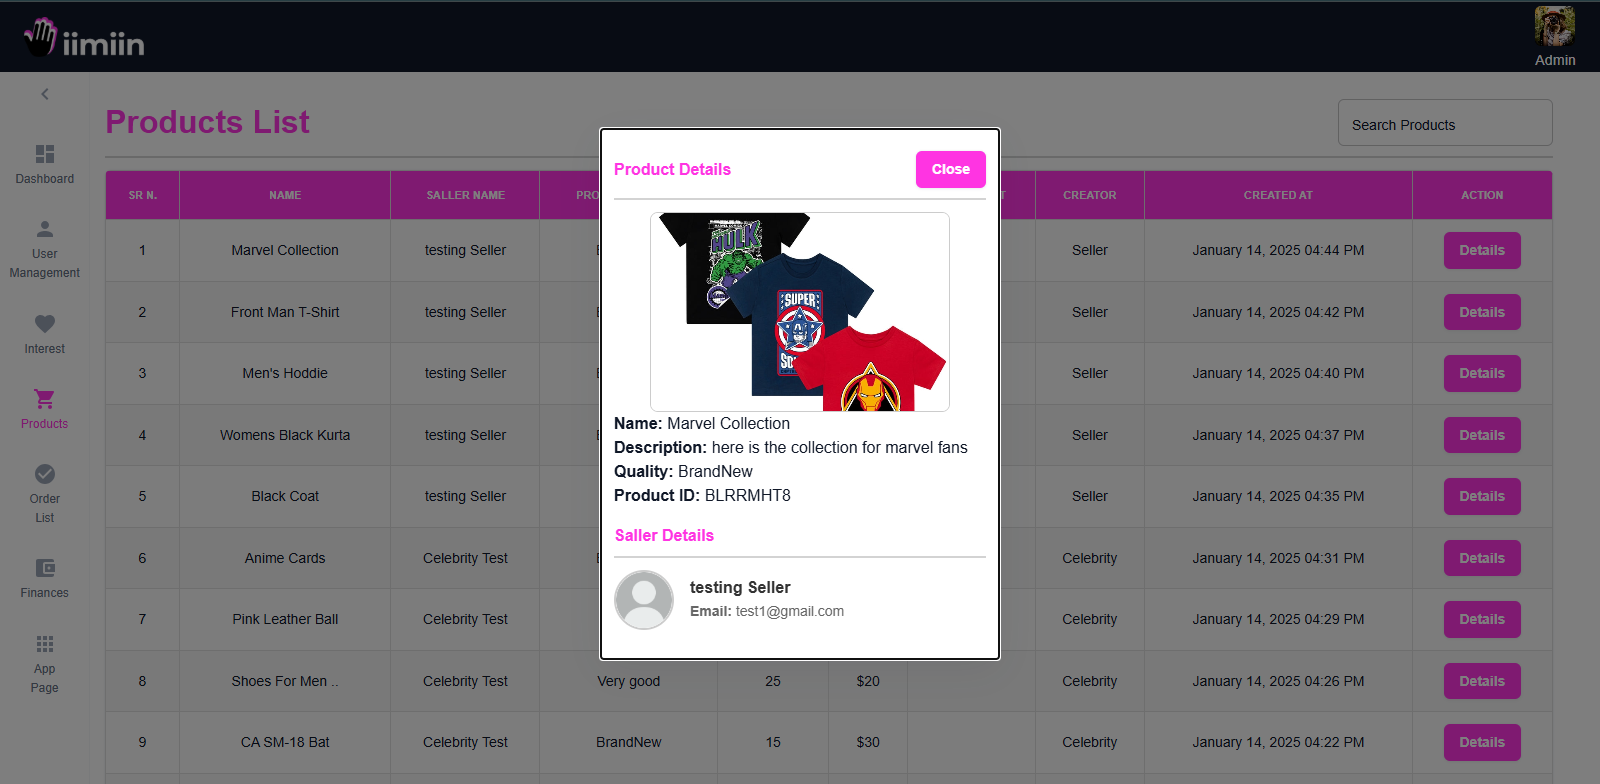 iimiin
Admin
Products List
Search Products
Dashboard
User
Management
Interest
Products
Order
List
Finances
App
Page
SR N. NAME SALLER NAME PRO T CREATOR CREATED AT ACTION
1 Marvel Collection testing Seller Seller January 14, 2025 04:44 PM Details
2 Front Man T-Shirt testing Seller Seller January 14, 2025 04:42 PM Details
3 Men's Hoddie testing Seller Seller January 14, 2025 04:40 PM Details
4 Womens Black Kurta testing Seller Seller January 14, 2025 04:37 PM Details
5 Black Coat testing Seller Seller January 14, 2025 04:35 PM Details
6 Anime Cards Celebrity Test Celebrity January 14, 2025 04:31 PM Details
7 Pink Leather Ball Celebrity Test Celebrity January 14, 2025 04:29 PM Details
8 Shoes For Men .. Celebrity Test Very good 25 $20 Celebrity January 14, 2025 04:26 PM Details
9 CA SM-18 Bat Celebrity Test BrandNew 15 $30 Celebrity January 14, 2025 04:22 PM Details
Product Details
Close
HULK
SUPER
Name: Marvel Collection
Description: here is the collection for marvel fans
Quality: BrandNew
Product ID: BLRRMHT8
Saller Details
testing Seller
Email: test1@gmail.com